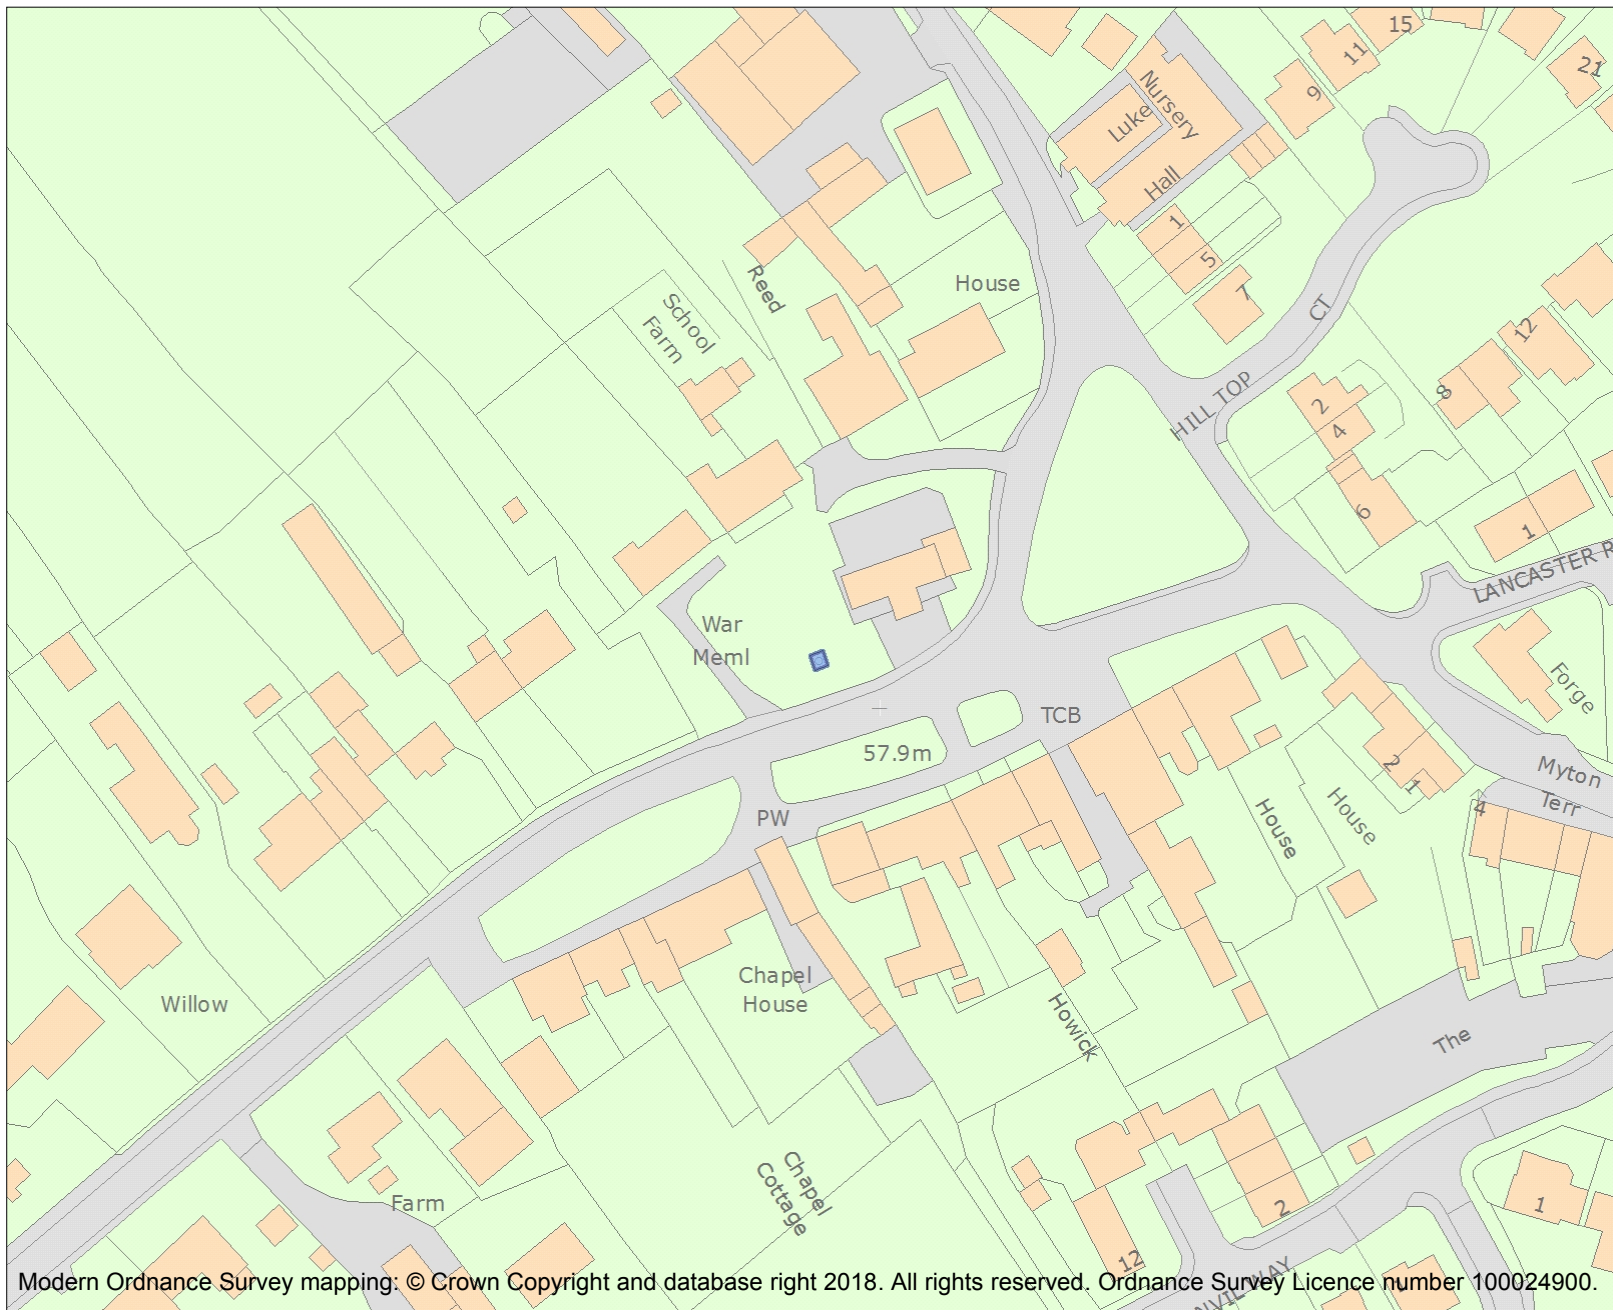 15
11
21
9
Nursery
Luke
Hall
1
5
7
House
Reed
School
Farm
CT
HILL TOP
12
8
2
4
6
1
LANCASTER R
War
Meml
TCB
57.9m
PW
Forge
Myton
Terr
2
1
4
House
House
Chapel
House
Willow
Howick
The
Chapel
Cottage
Farm
2
1
12
NVIL WAY
Modern Ordnance Survey mapping: © Crown Copyright and database right 2018. All rights reserved. Ordnance Survey Licence number 100024900.